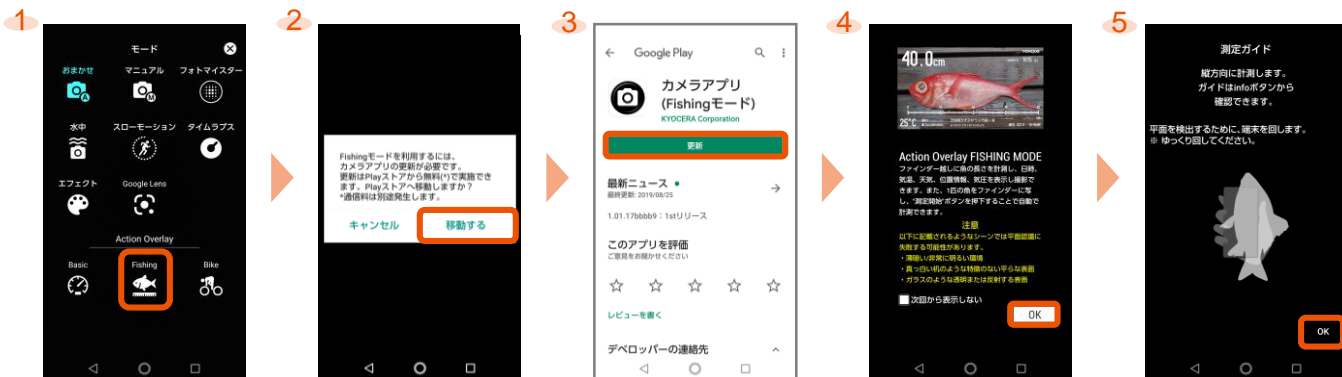 1
モード
おまかせ
マニュアル
フォトマイスター
水中
スローモーション
タイムラプス
エフェクト
Google Lens
Action Overlay
Basic
Fishing
Bike
2
Fishingモードを利用するには、
カメラアプリの更新が必要です。
更新はPlayストアから無料(*)で実施でき
ます。Playストアへ移動しますか？
*通信料は別途発生します。
キャンセル
移動する
3
Google Play
カメラアプリ
(Fishingモード)
KYOCERA Corporation
更新
最新ニュース •
最終更新: 2019/08/25
1.01.17bbbb9：1stリリース
このアプリを評価
ご意見をお聞かせください
レビューを書く
デベロッパーの連絡先
4
40.0cm
25°C
Action Overlay FISHING MODE
ファインダー越しに魚の長さを計測し、日時、
気温、天気、位置情報、気圧を表示し撮影で
きます。また、1匹の魚をファインダーに写
し、'測定開始'ボタンを押下することで自動で
計測できます。
注意
以下に記載されるようなシーンでは平面認識に
失敗する可能性があります。
・薄暗い/非常に明るい環境
・真っ白い机のような特徴のない平らな表面
・ガラスのような透明または反射する表面
次回から表示しない
OK
5
測定ガイド
縦方向に計測します。
ガイドはinfoボタンから
確認できます。
平面を検出するために、端末を回します。
※ ゆっくり回してください。
OK